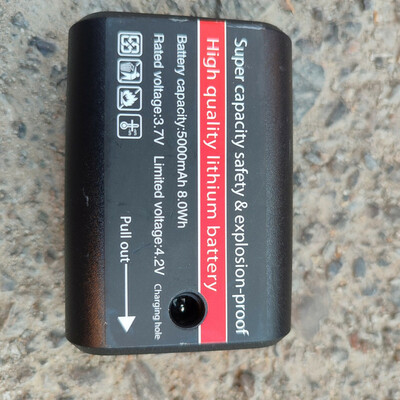 Super capacity safety & explosion-proof
High quality lithium battery
Battery capacity:5000mAh 8.0Wh
Rated voltage:3.7V Limited voltage:4.2V
Charging hole
Pull out